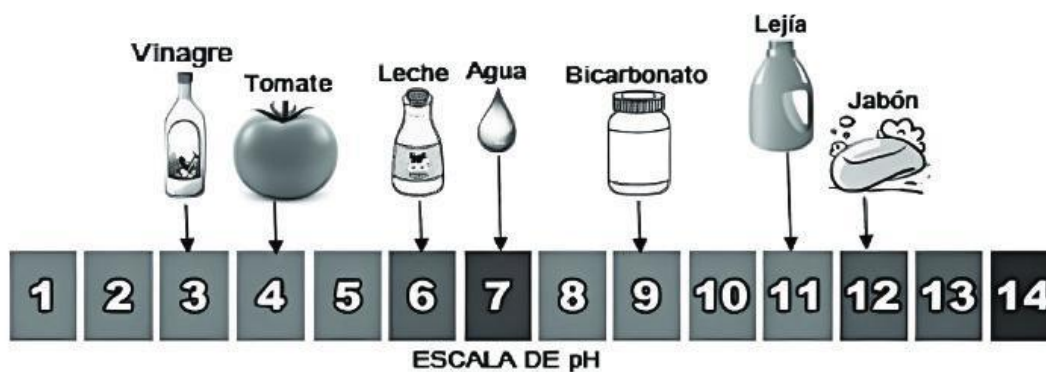 Vinagre
Tomate
Leche
Agua
Bicarbonato
Lejía
Jabón
1 2 3 4 5 6 7 8 9 10 11 12 13 14
ESCALA DE pH